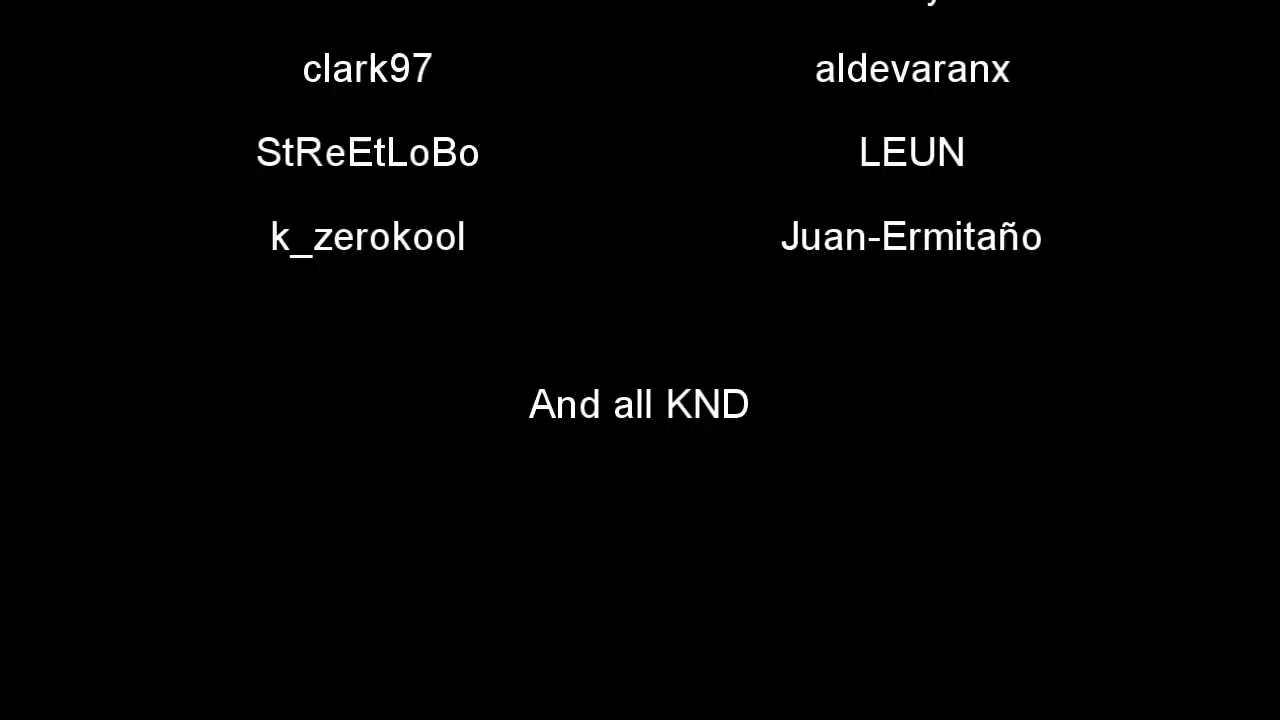 clark97 aldevaranx
StReEtLoBo LEUN
k_zerokool Juan-Ermitaño
And all KND